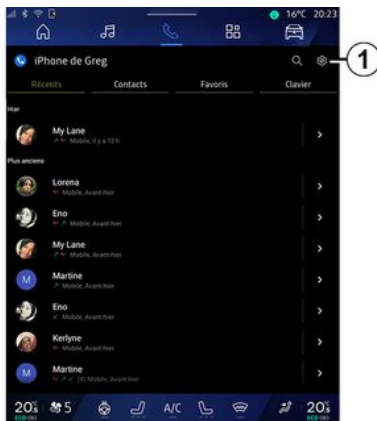 16°C 20:23
iPhone de Greg
1
Récents Contacts Favoris Clavier
Hier
My Lane
Mobile, Il y a 12 h
Plus anciens
Lorena
Mobile, Avant-hier
Eno
Mobile, Avant-hier
My Lane
Mobile, Avant-hier
M Martine
Mobile, Avant-hier
Eno
Mobile, Avant-hier
Kerlyne
Mobile, Avant-hier
M Martine
(4) Mobile, Avant-hier
20 5 A/C 20
ECO ECO